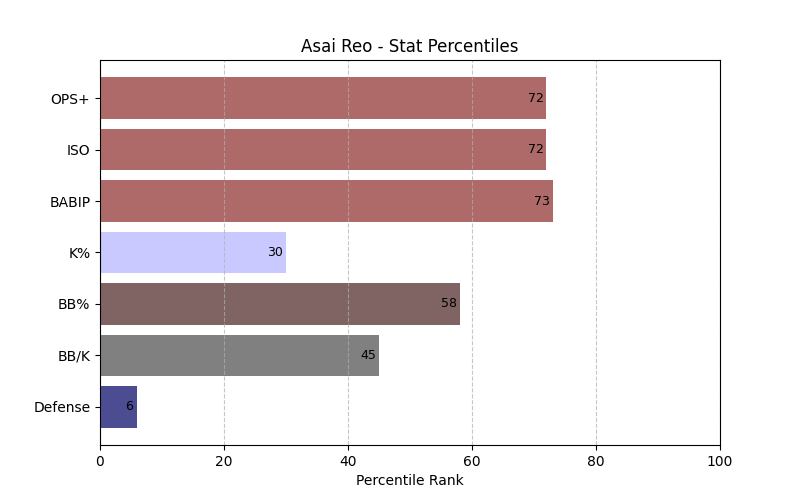 Asai Reo - Stat Percentiles
OPS+ 72
ISO 72
BABIP 73
K% 30
BB% 58
BB/K 45
Defense 6
0 20 40 60 80 100
Percentile Rank